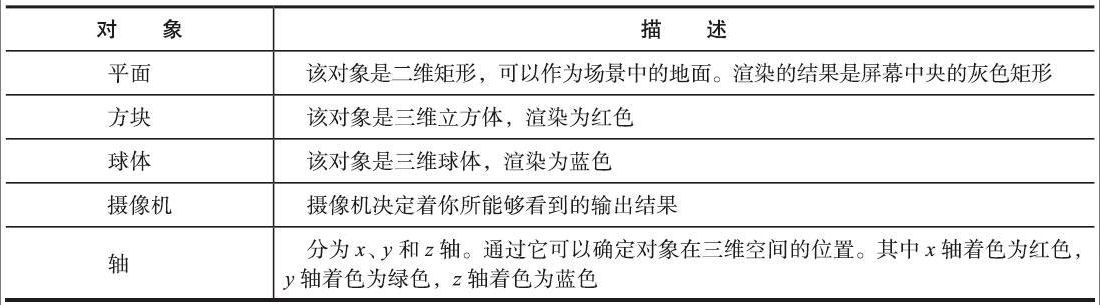 对 象 描 述
平面 该对象是二维矩形，可以作为场景中的地面。渲染的结果是屏幕中央的灰色矩形
方块 该对象是三维立方体，渲染为红色
球体 该对象是三维球体，渲染为蓝色
摄像机 摄像机决定着你所能够看到的输出结果
轴 分为 x、y 和 z 轴。通过它可以确定对象在三维空间的位置。其中 x 轴着色为红色，
y 轴着色为绿色，z 轴着色为蓝色